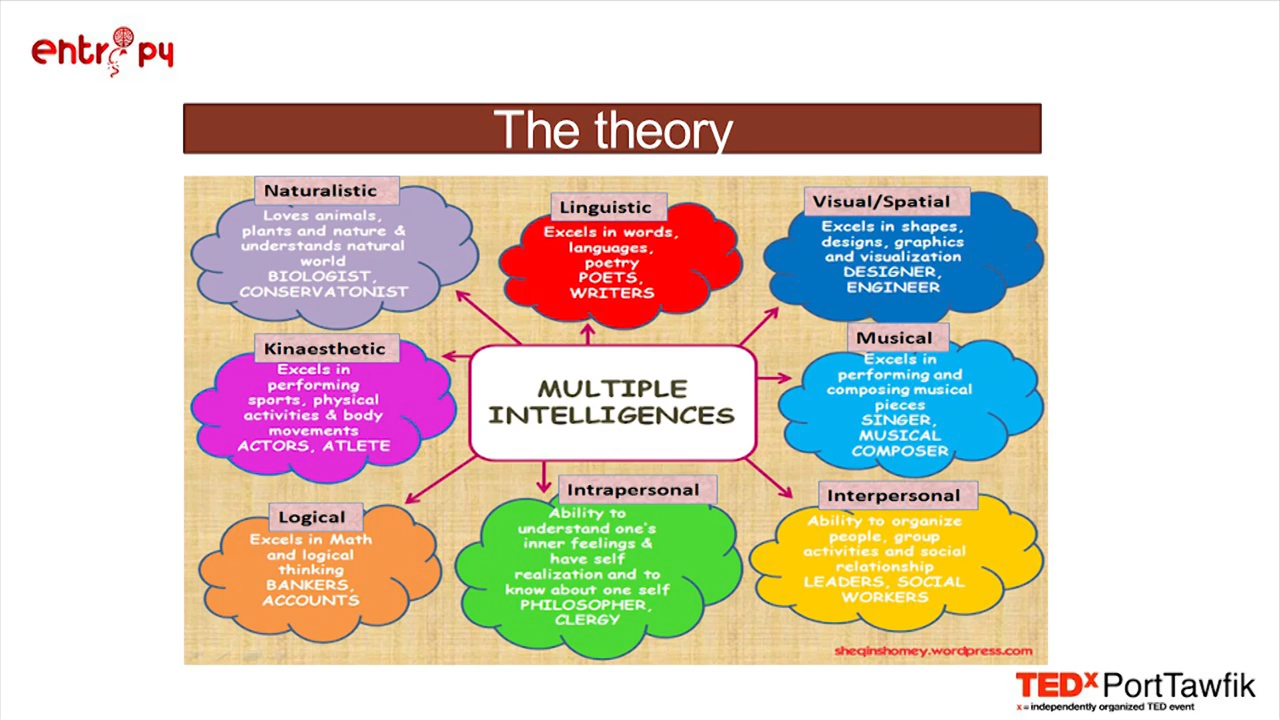 entropy
The theory
Naturalistic
Loves animals,
plants and nature &
understands natural
world
BIOLOGIST,
CONSERVATONIST
Linguistic
Excels in words,
languages,
poetry
POETS,
WRITERS
Visual/Spatial
Excels in shapes,
designs, graphics
and visualization
DESIGNER,
ENGINEER
Kinaesthetic
Excels in
performing
sports, physical
activities & body
movements
ACTORS, ATLETE
MULTIPLE
INTELLIGENCES
Musical
Excels in
performing and
composing musical
pieces
SINGER,
MUSICAL
COMPOSER
Logical
Excels in Math
and logical
thinking
BANKERS,
ACCOUNTS
Intrapersonal
Ability to
understand one's
inner feelings &
have self
realization and to
know about one self
PHILOSOPHER,
CLERGY
Interpersonal
Ability to organize
people, group
activities and social
relationship
LEADERS, SOCIAL
WORKERS
sheqinshomey.wordpress.com
TEDx PortTawfik
x = independently organized TED event